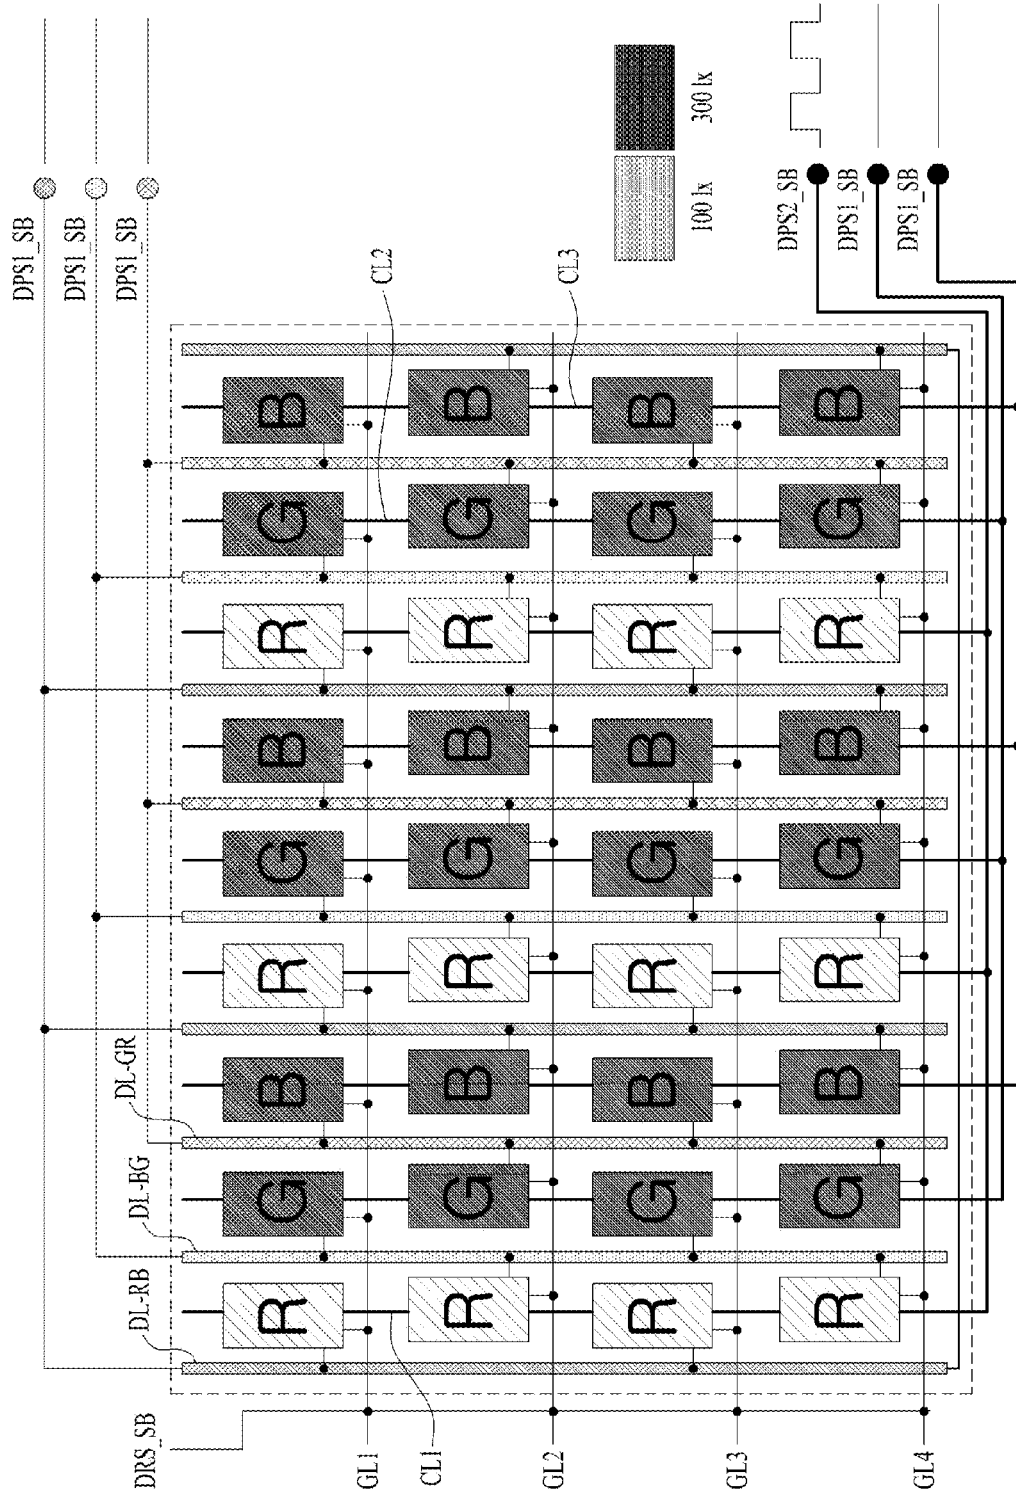 DPS1_SB
DPS1_SB
DPS1_SB
DRS_SB
DL-RB
DL-BG
DL-GR
R G B R G B R G B
GL1
CL1
CL2
R G B R G B R G B
GL2
CL3
R G B R G B R G B
100 lx
300 lx
GL3
DPS2_SB
R G B R G B R G B
DPS1_SB
GL4
DPS1_SB